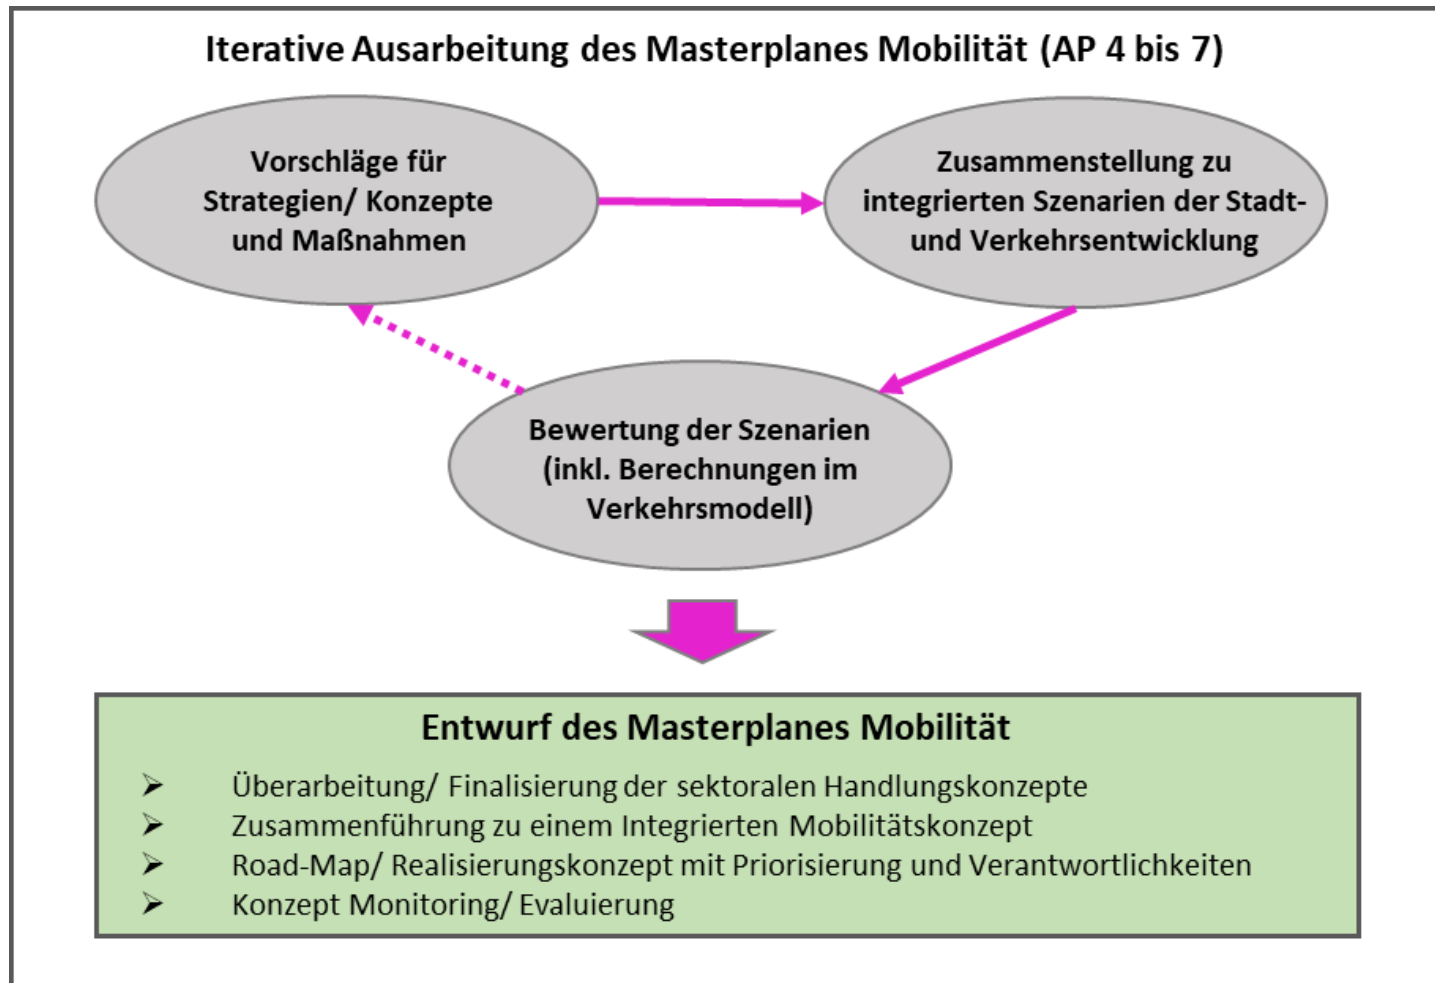 Iterative Ausarbeitung des Masterplanes Mobilität (AP 4 bis 7)
Vorschläge für
Strategien/ Konzepte
und Maßnahmen
Zusammenstellung zu
integrierten Szenarien der Stadt-
und Verkehrsentwicklung
Bewertung der Szenarien
(inkl. Berechnungen im
Verkehrsmodell)
Entwurf des Masterplanes Mobilität
➢ Überarbeitung/ Finalisierung der sektoralen Handlungskonzepte
➢ Zusammenführung zu einem Integrierten Mobilitätskonzept
➢ Road-Map/ Realisierungskonzept mit Priorisierung und Verantwortlichkeiten
➢ Konzept Monitoring/ Evaluierung